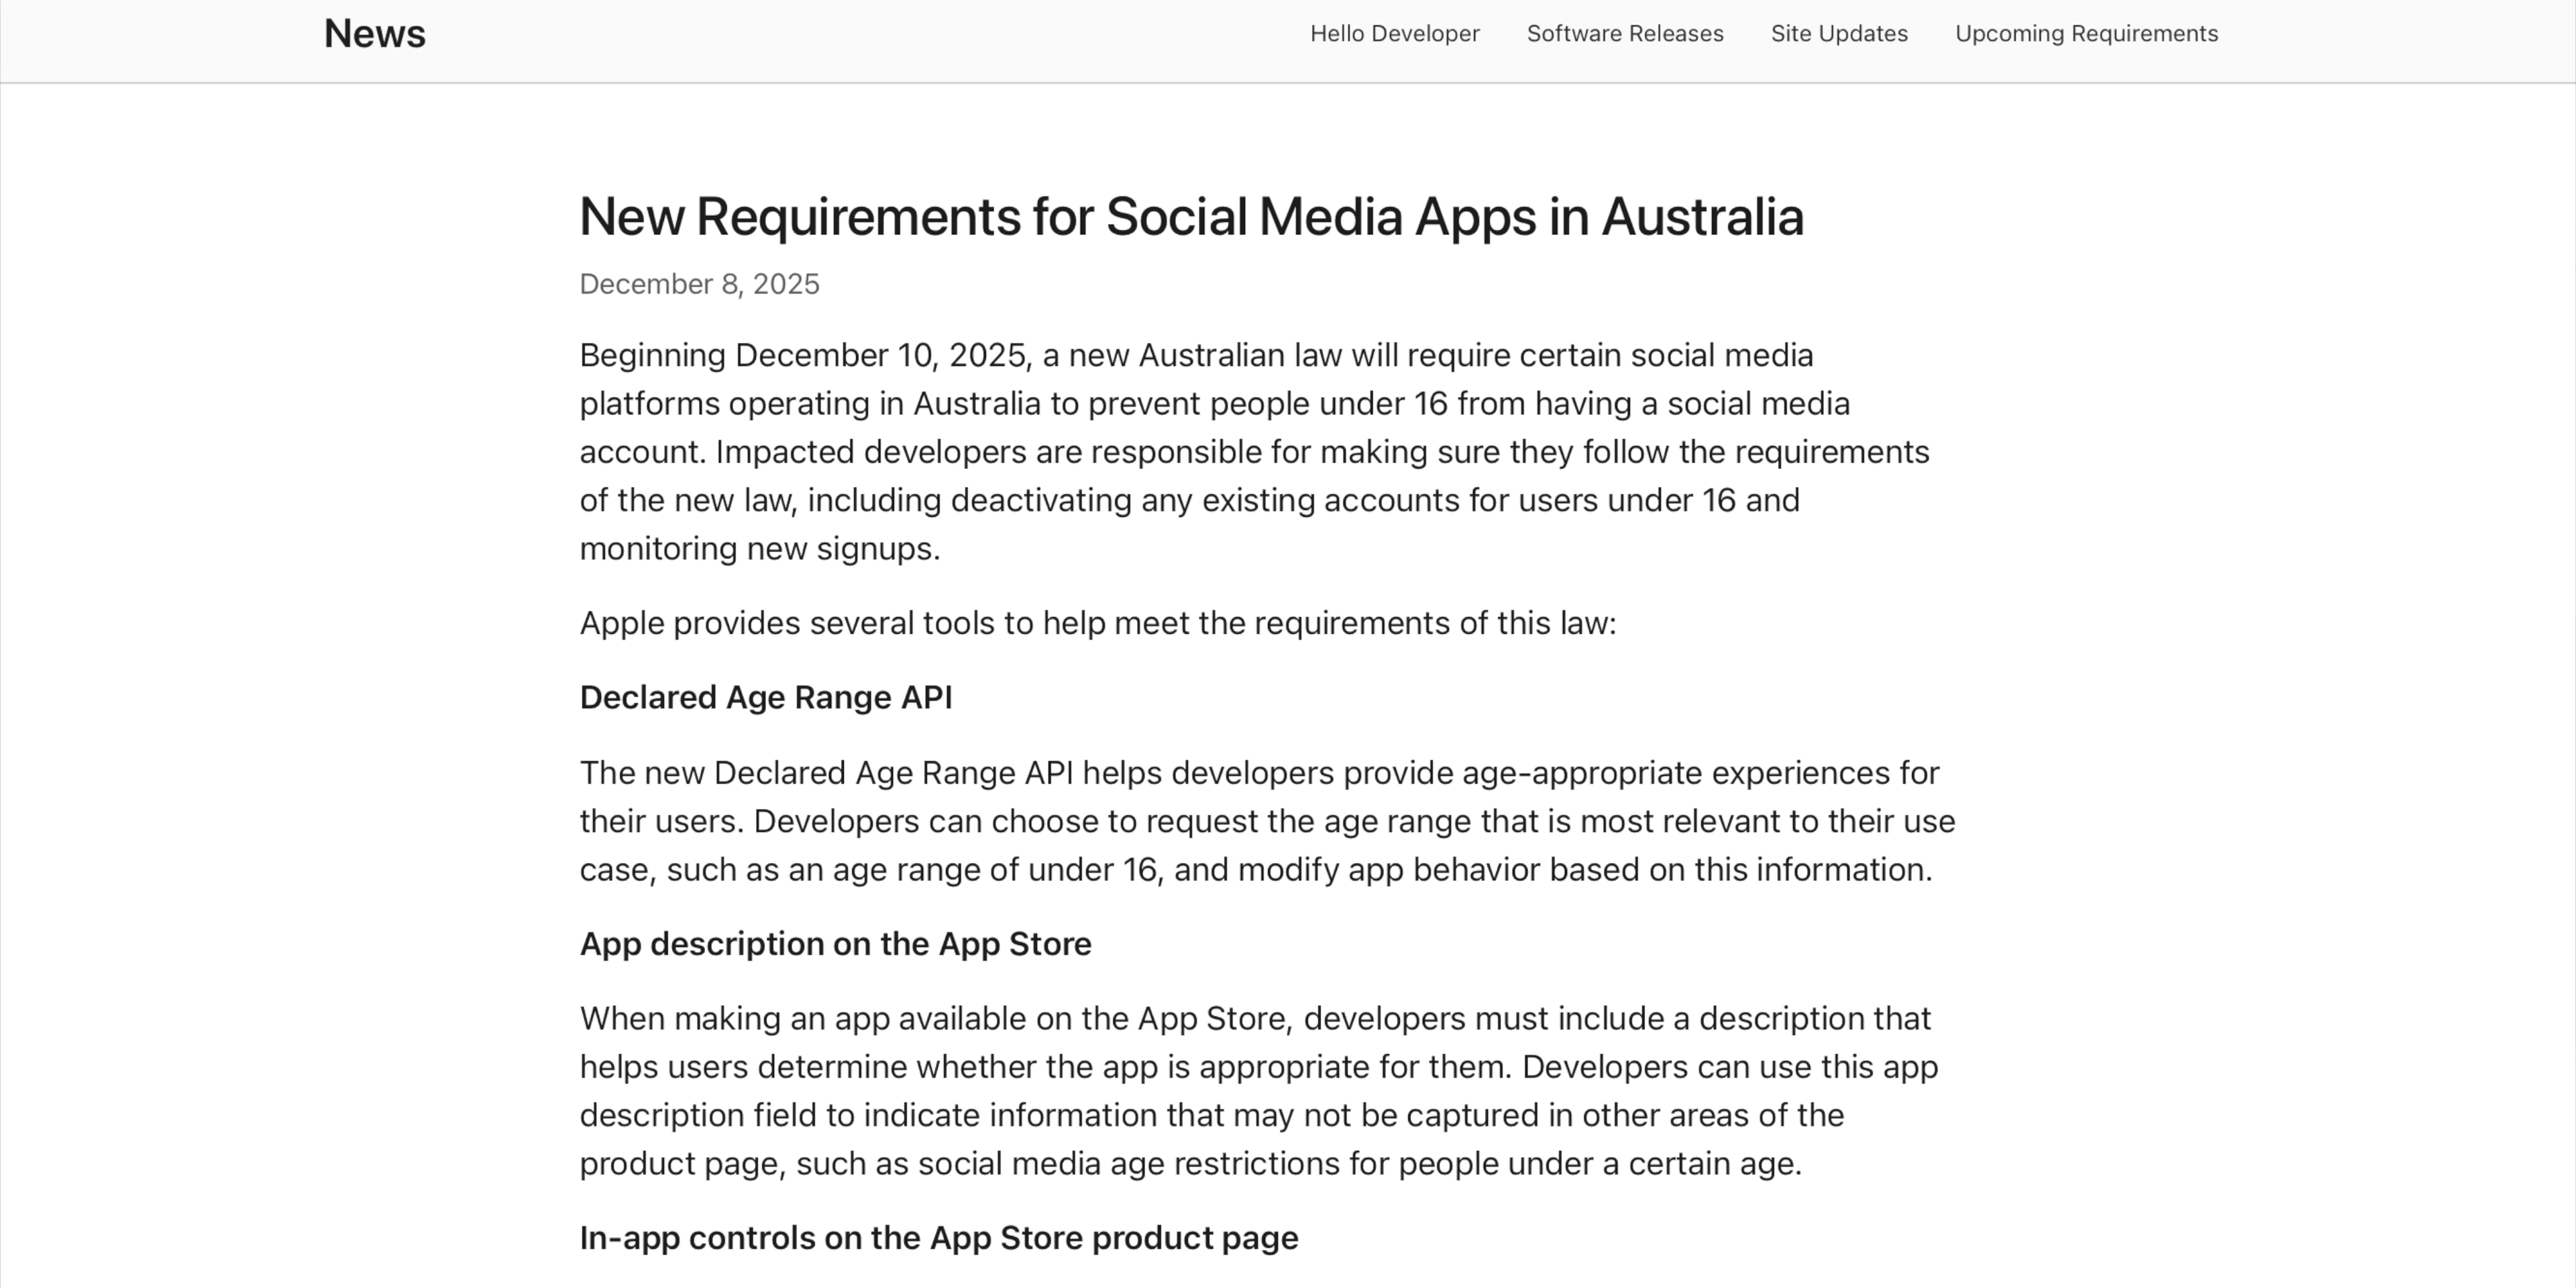 News
Hello Developer
Software Releases
Site Updates
Upcoming Requirements
New Requirements for Social Media Apps in Australia
December 8, 2025
Beginning December 10, 2025, a new Australian law will require certain social media
platforms operating in Australia to prevent people under 16 from having a social media
account. Impacted developers are responsible for making sure they follow the requirements
of the new law, including deactivating any existing accounts for users under 16 and
monitoring new signups.
Apple provides several tools to help meet the requirements of this law:
Declared Age Range API
The new Declared Age Range API helps developers provide age-appropriate experiences for
their users. Developers can choose to request the age range that is most relevant to their use
case, such as an age range of under 16, and modify app behavior based on this information.
App description on the App Store
When making an app available on the App Store, developers must include a description that
helps users determine whether the app is appropriate for them. Developers can use this app
description field to indicate information that may not be captured in other areas of the
product page, such as social media age restrictions for people under a certain age.
In-app controls on the App Store product page